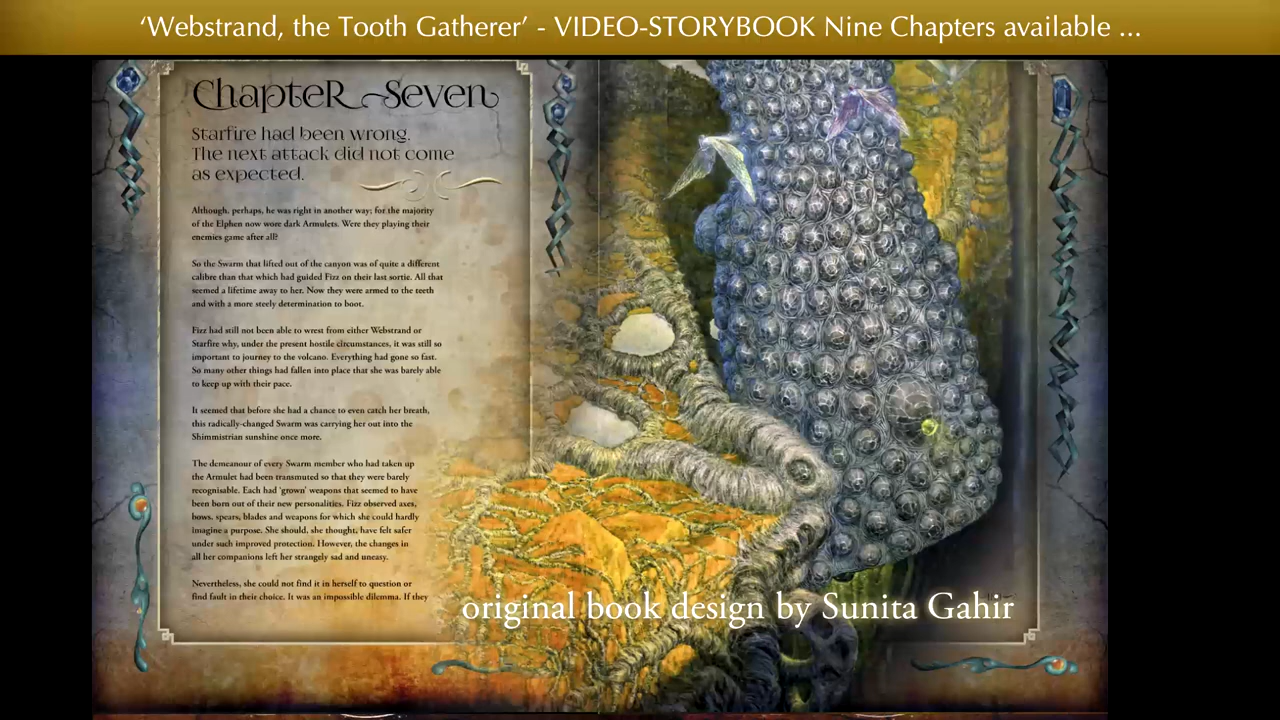 ‘Webstrand, the Tooth Gatherer’ - VIDEO-STORYBOOK Nine Chapters available ...
Chapter Seven
Starfire had been wrong.
The next attack did not come
as expected.
Although, perhaps, he was right in another way; for the majority
of the Elphen now wore dark Armulets. Were they playing their
enemies game after all?
So the Swarm that lifted out of the canyon was of quite a different
calibre than that which had guided Fizz on their last sortie. All that
seemed a lifetime away to her. Now they were armed to the teeth
and with a more steely determination to boot.
Fizz had still not been able to wrest from either Webstrand or
Starfire why, under the present hostile circumstances, it was still so
important to journey to the volcano. Everything had gone so fast.
So many other things had fallen into place that she was barely able
to keep up with their pace.
It seemed that before she had a chance to even catch her breath,
this radically-changed Swarm was carrying her out into the
Shimmistrian sunshine once more.
The demeanour of every Swarm member who had taken up
the Armulet had been transmuted so that they were barely
recognisable. Each had 'grown' weapons that seemed to have
been born out of their new personalities. Fizz observed axes,
bows, spears, blades and weapons for which she could hardly
imagine a purpose. She should, she thought, have felt safer
under such improved protection. However, the changes in
all her companions left her strangely sad and uneasy.
Nevertheless, she could not find it in herself to question or
find fault in their choice. It was an impossible dilemma. If they
original book design by Sunita Gahir